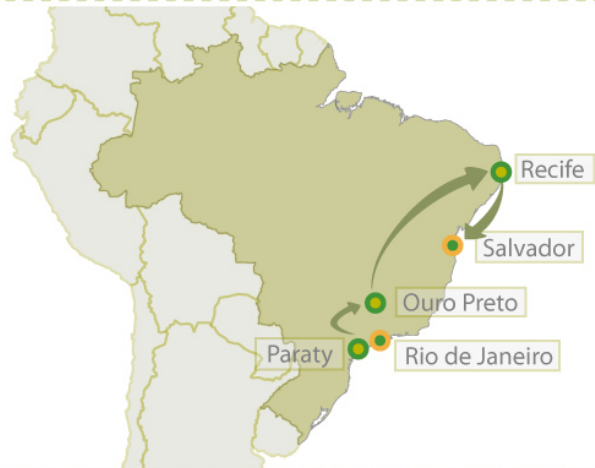 Recife
Salvador
Ouro Preto
Paraty
Rio de Janeiro